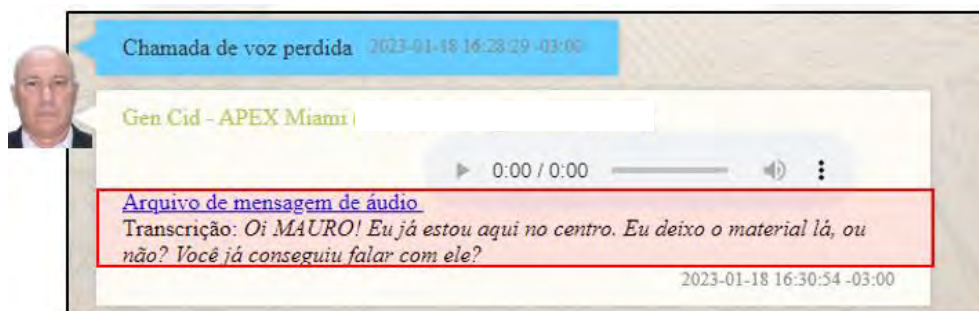 Chamada de voz perdida 2023-01-18 16:28:29 -03:00
Gen Cid - APEX Miami (
0:00 / 0:00
Arquivo de mensagem de áudio
Transcrição: Oi MAURO! Eu já estou aqui no centro. Eu deixo o material lá, ou
não? Você já conseguiu falar com ele?
2023-01-18 16:30:54 -03:00